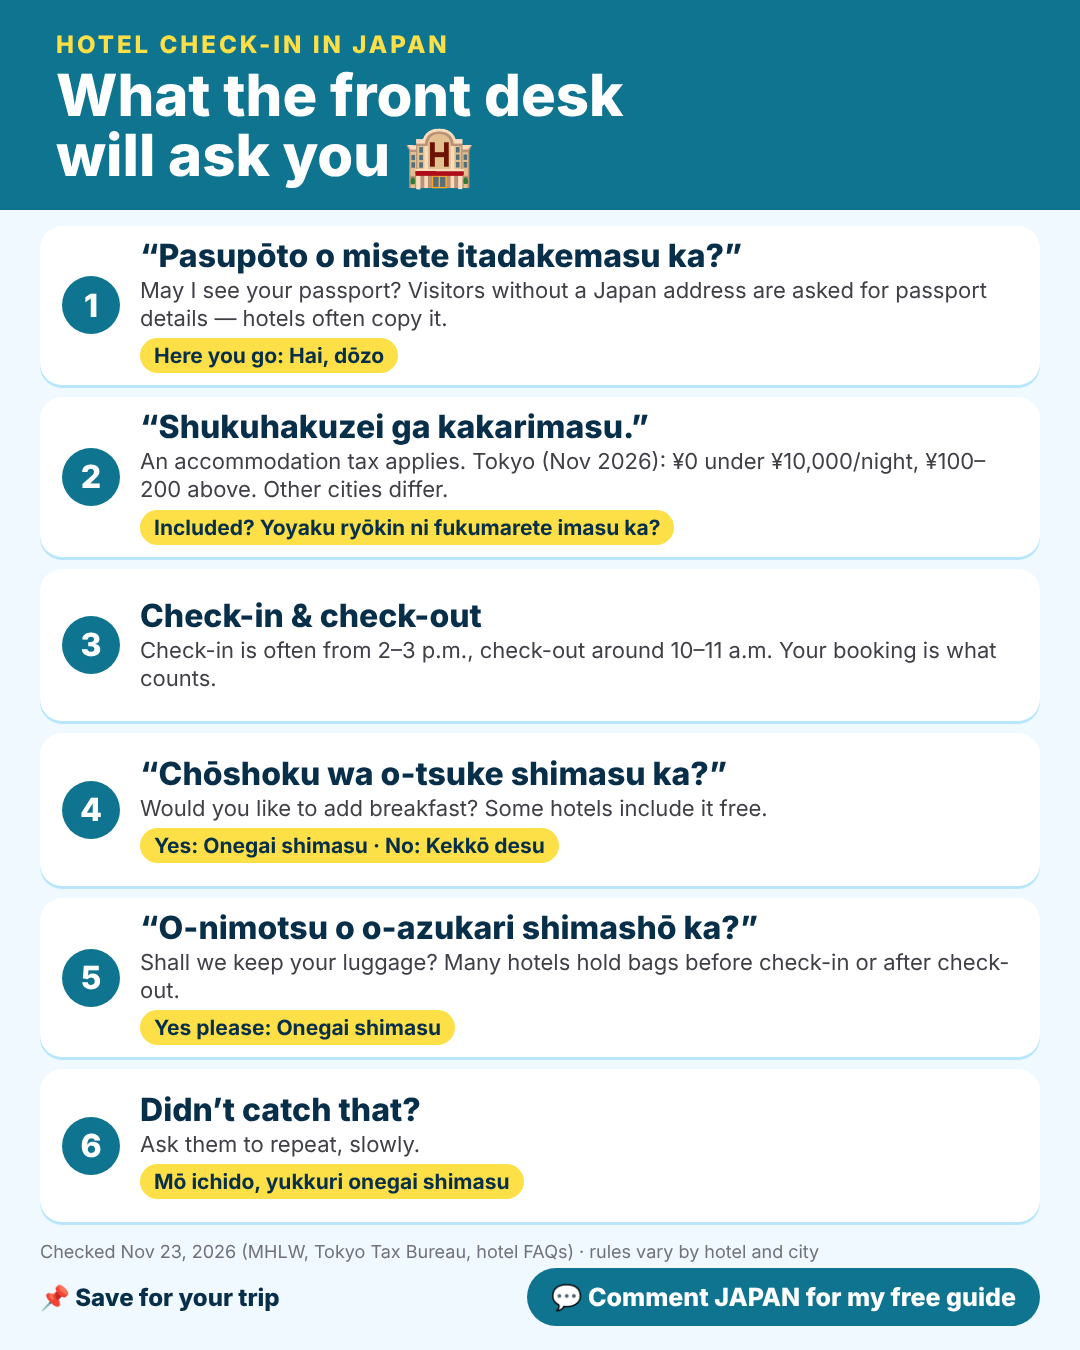 HOTEL CHECK-IN IN JAPAN
What the front desk
will ask you
H
1
“Pasupōto o misete itadakemasu ka?”
May I see your passport? Visitors without a Japan address are asked for passport
details — hotels often copy it.
Here you go: Hai, dōzo
2
“Shukuhakuzei ga kakarimasu.”
An accommodation tax applies. Tokyo (Nov 2026): ¥0 under ¥10,000/night, ¥100–
200 above. Other cities differ.
Included? Yoyaku ryōkin ni fukumarete imasu ka?
3
Check-in & check-out
Check-in is often from 2–3 p.m., check-out around 10–11 a.m. Your booking is what
counts.
4
“Chōshoku wa o-tsuke shimasu ka?”
Would you like to add breakfast? Some hotels include it free.
Yes: Onegai shimasu · No: Kekkō desu
5
“O-nimotsu o o-azukari shimashō ka?”
Shall we keep your luggage? Many hotels hold bags before check-in or after check-
out.
Yes please: Onegai shimasu
6
Didn’t catch that?
Ask them to repeat, slowly.
Mō ichido, yukkuri onegai shimasu
Checked Nov 23, 2026 (MHLW, Tokyo Tax Bureau, hotel FAQs) · rules vary by hotel and city
Save for your trip
Comment JAPAN for my free guide